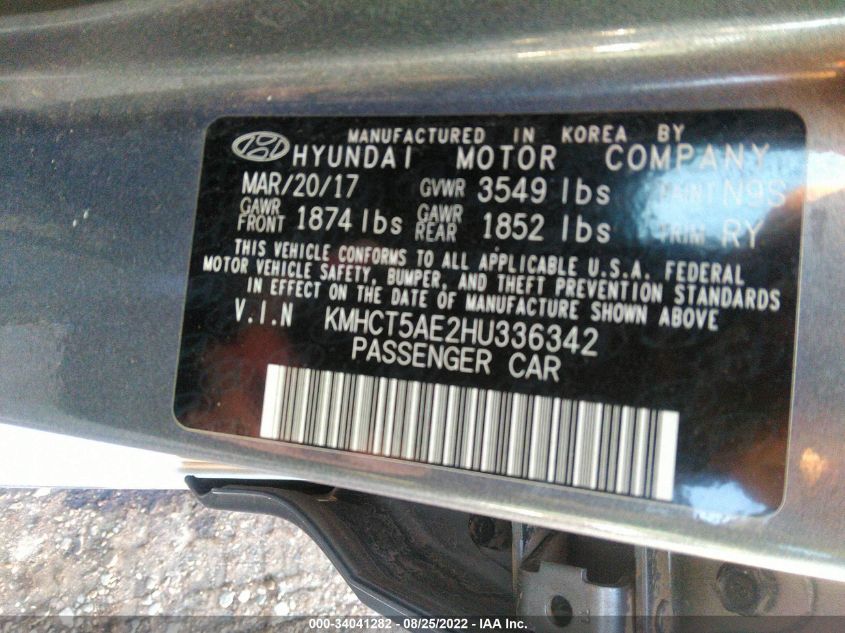 MANUFACTURED IN KOREA BY
HYUNDAI MOTOR COMPANY
MAR/20/17 GVWR 3549 lbs PAINT N9S
GAWR FRONT 1874 lbs GAWR REAR 1852 lbs TRIM RY
THIS VEHICLE CONFORMS TO ALL APPLICABLE U.S.A. FEDERAL
MOTOR VEHICLE SAFETY, BUMPER, AND THEFT PREVENTION STANDARDS
IN EFFECT ON THE DATE OF MANUFACTURE SHOWN ABOVE
V.I.N KMHCT5AE2HU336342
PASSENGER CAR
000-34041282 - 08/25/2022 - IAA Inc.